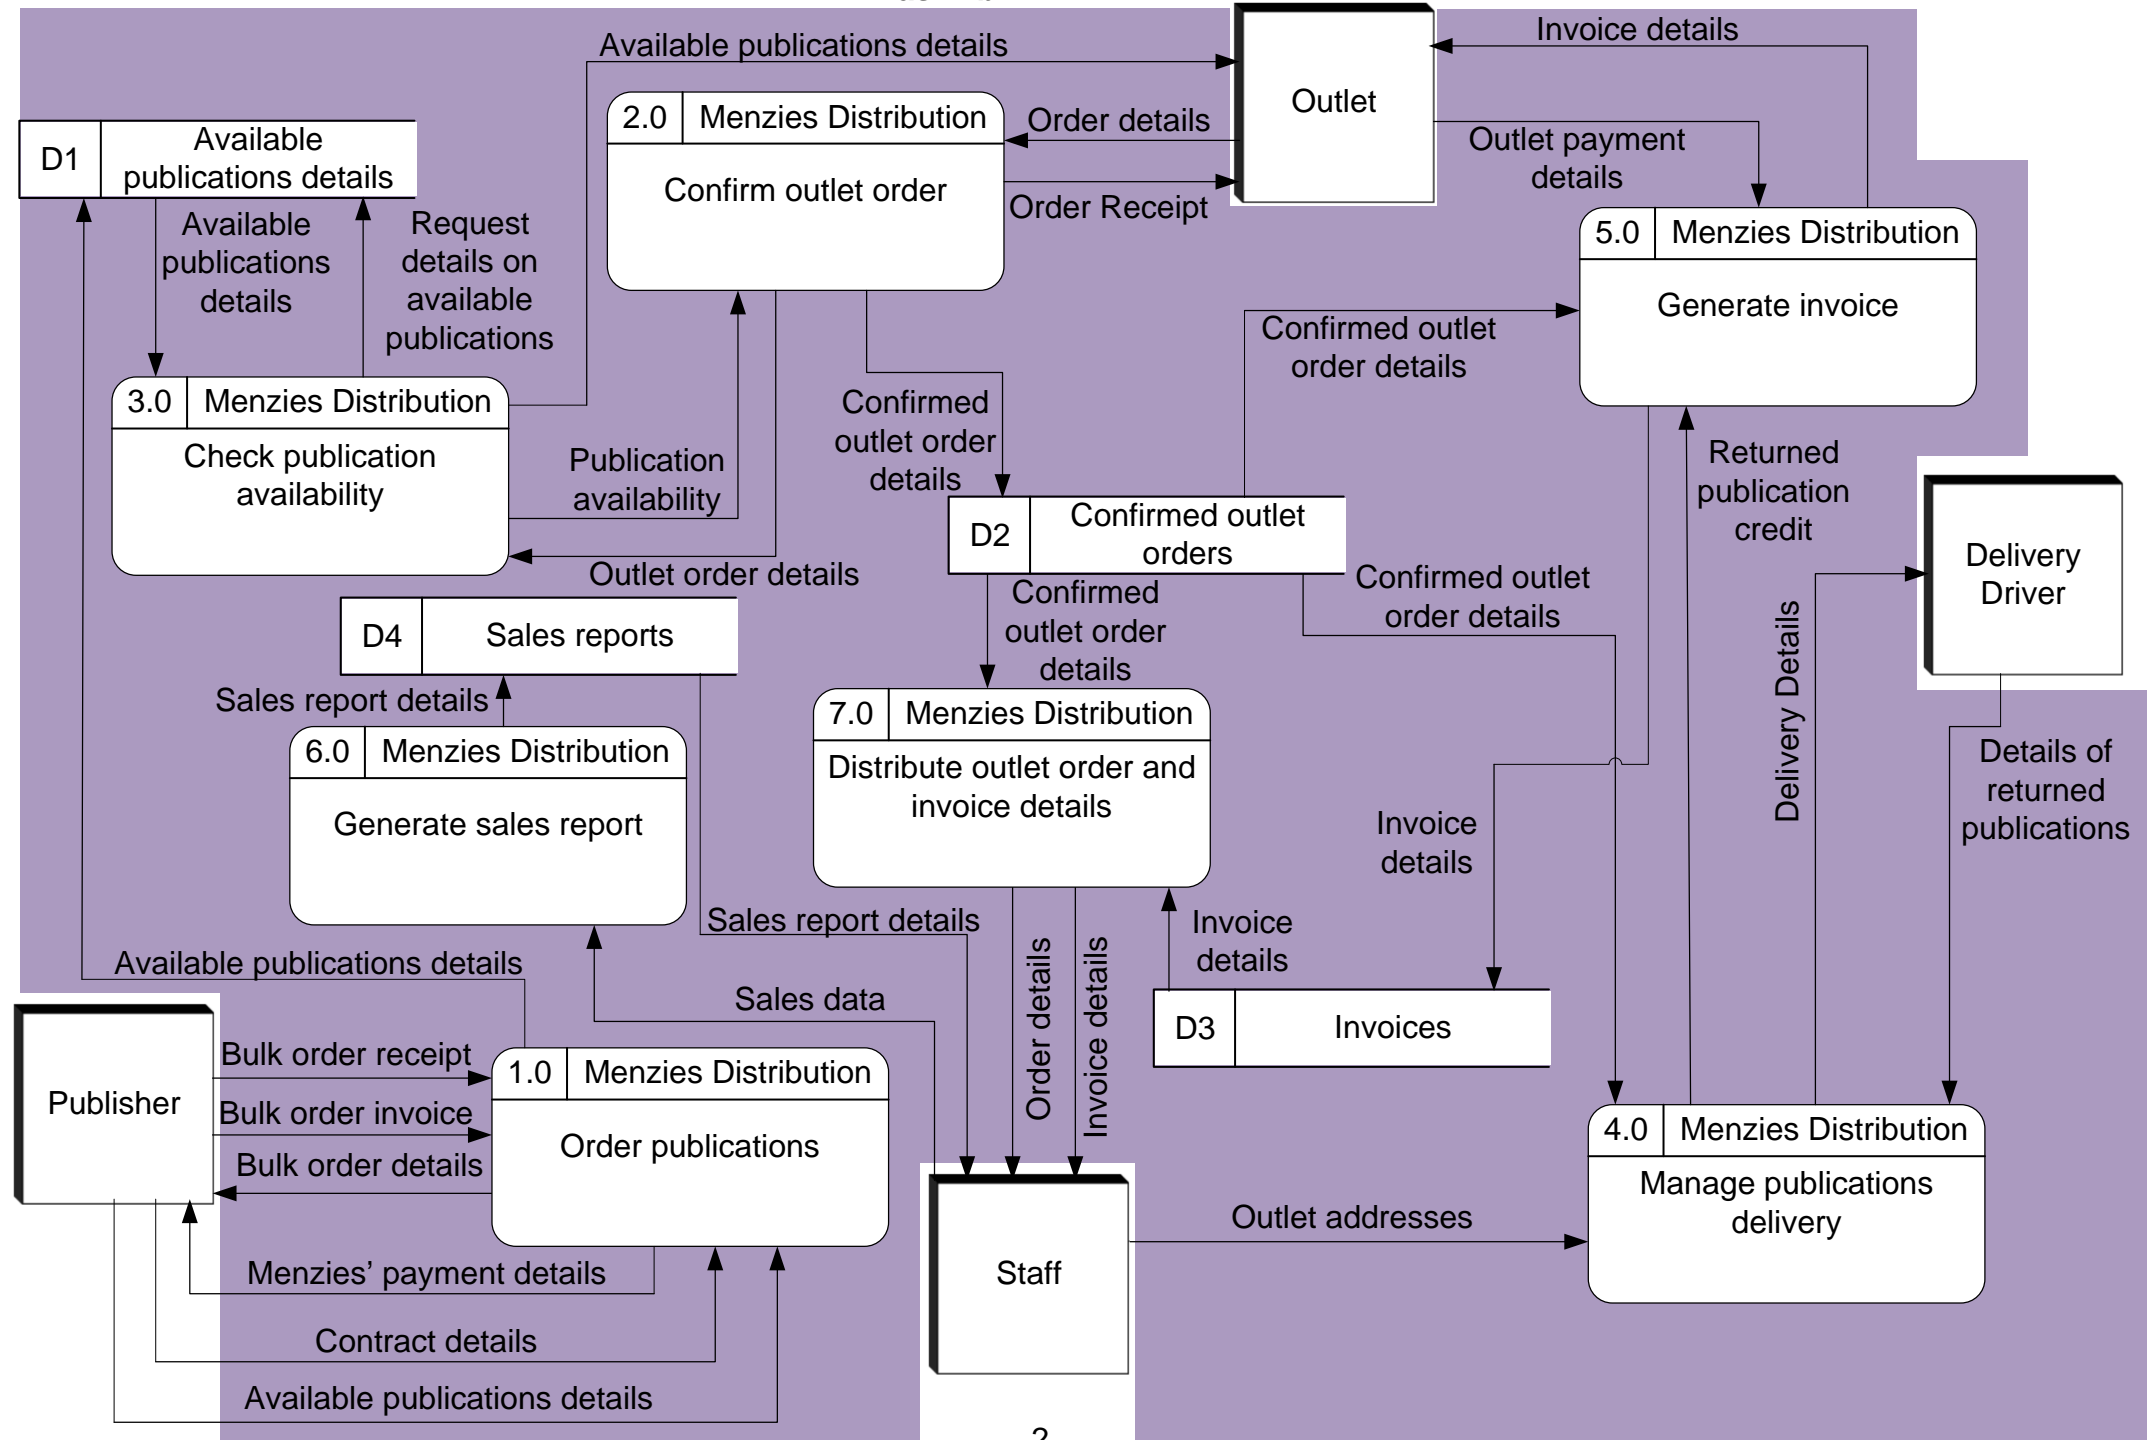 Available publications details
Invoice details
Outlet
2.0
Menzies Distribution
Confirm outlet order
Order details
Order Receipt
Outlet payment
details
D1
Available
publications details
Available
publications
details
Request
details on
available
publications
5.0
Menzies Distribution
Generate invoice
3.0
Menzies Distribution
Check publication
availability
Publication
availability
Outlet order details
Confirmed
outlet order
details
Confirmed outlet
order details
D2
Confirmed outlet
orders
Returned
publication
credit
Delivery
Driver
Confirmed
outlet order
details
Confirmed outlet
order details
D4
Sales reports
Sales report details
6.0
Menzies Distribution
Generate sales report
7.0
Menzies Distribution
Distribute outlet order and
invoice details
Delivery Details
Details of
returned
publications
Invoice
details
Sales report details
Order details
Invoice details
Invoice
details
Available publications details
Sales data
D3
Invoices
Publisher
Bulk order receipt
Bulk order invoice
Bulk order details
1.0
Menzies Distribution
Order publications
4.0
Menzies Distribution
Manage publications
delivery
Outlet addresses
Staff
Menzies’ payment details
Contract details
Available publications details
2